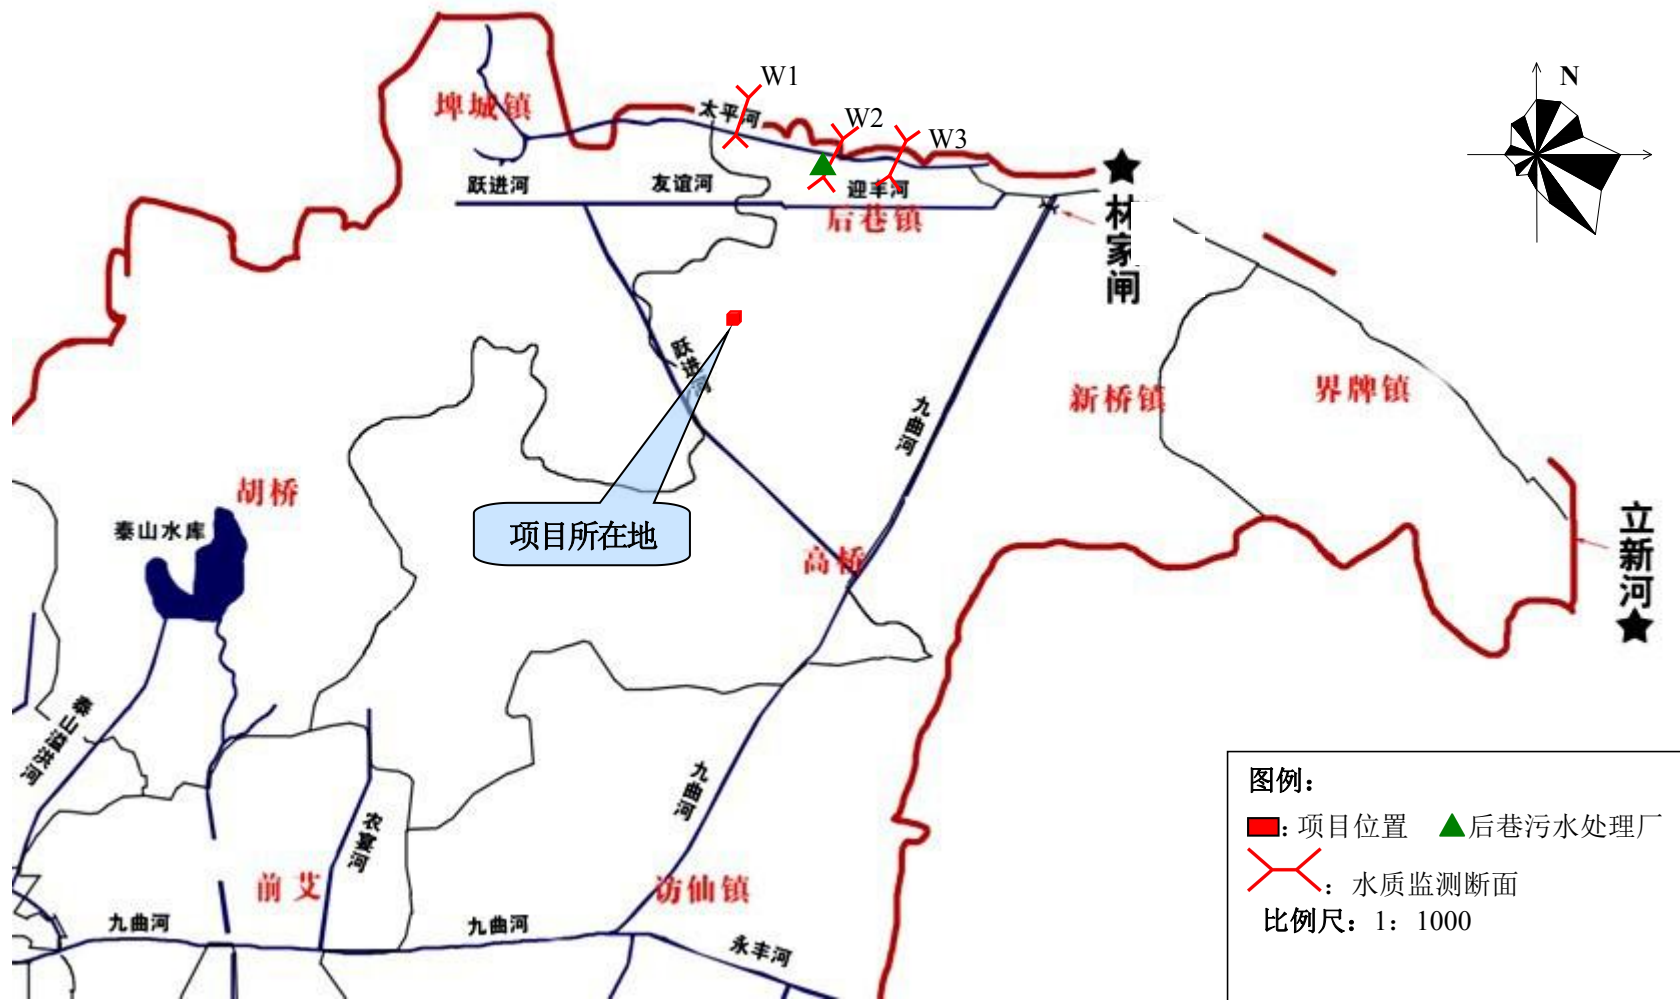 W1
N
埤城镇
太平河
W2
W3
跃进河
友谊河
迎丰河
后巷镇
林家闸
跃进河
九曲河
新桥镇
界牌镇
胡桥
泰山水库
项目所在地
高桥
立新河
泰山溢洪河
九曲河
农宴河
前艾
访仙镇
九曲河
九曲河
永丰河
图例：
：项目位置 后巷污水处理厂
：水质监测断面
比例尺：1：1000